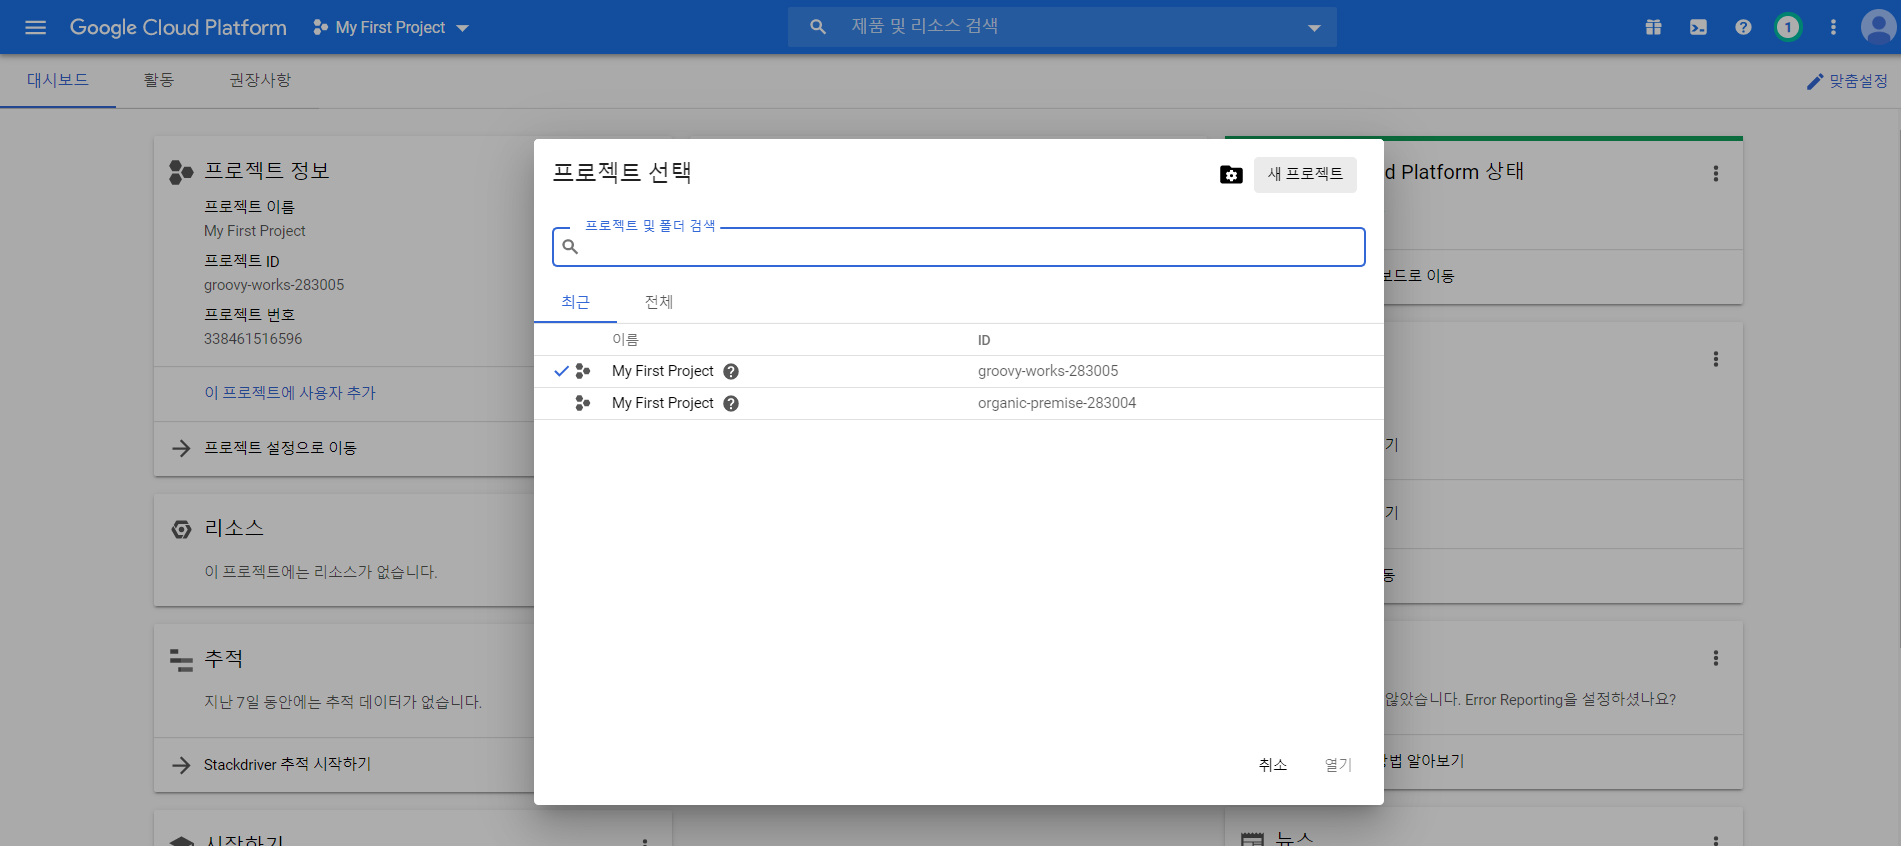 Google Cloud Platform
My First Project
제품 및 리소스 검색
1
대시보드
활동
권장사항
맞춤설정
프로젝트 정보
프로젝트 이름
My First Project
프로젝트 ID
groovy-works-283005
프로젝트 번호
338461516596
이 프로젝트에 사용자 추가
프로젝트 설정으로 이동
리소스
이 프로젝트에는 리소스가 없습니다.
추적
지난 7일 동안에는 추적 데이터가 없습니다.
Stackdriver 추적 시작하기
시작하기
프로젝트 선택
새 프로젝트
프로젝트 및 폴더 검색
최근
전체
이름 ID
My First Project groovy-works-283005
My First Project organic-premise-283004
취소
열기
d Platform 상태
보드로 이동
기
기
동
않았습니다. Error Reporting을 설정하셨나요?
법 알아보기
뉴스